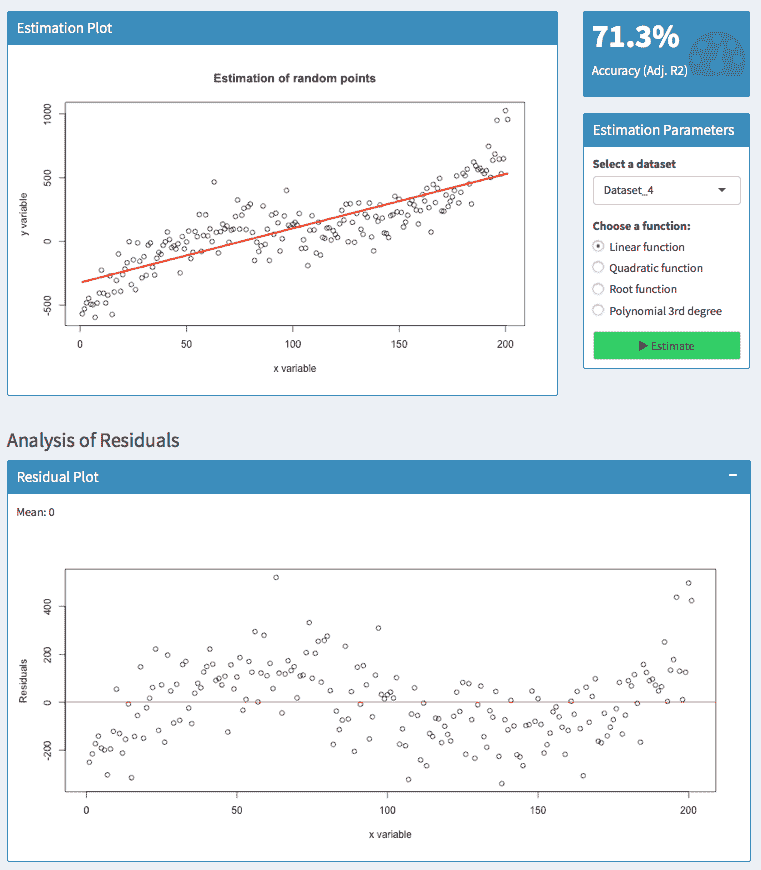 Estimation Plot
Estimation of random points
y variable
1000
500
0
-500
0 50 100 150 200
x variable
71.3%
Accuracy (Adj. R2)
Estimation Parameters
Select a dataset
Dataset_4
Choose a function:
Linear function
Quadratic function
Root function
Polynomial 3rd degree
Estimate
Analysis of Residuals
Residual Plot
Mean: 0
Residuals
400
200
0
-200
0 50 100 150 200
x variable